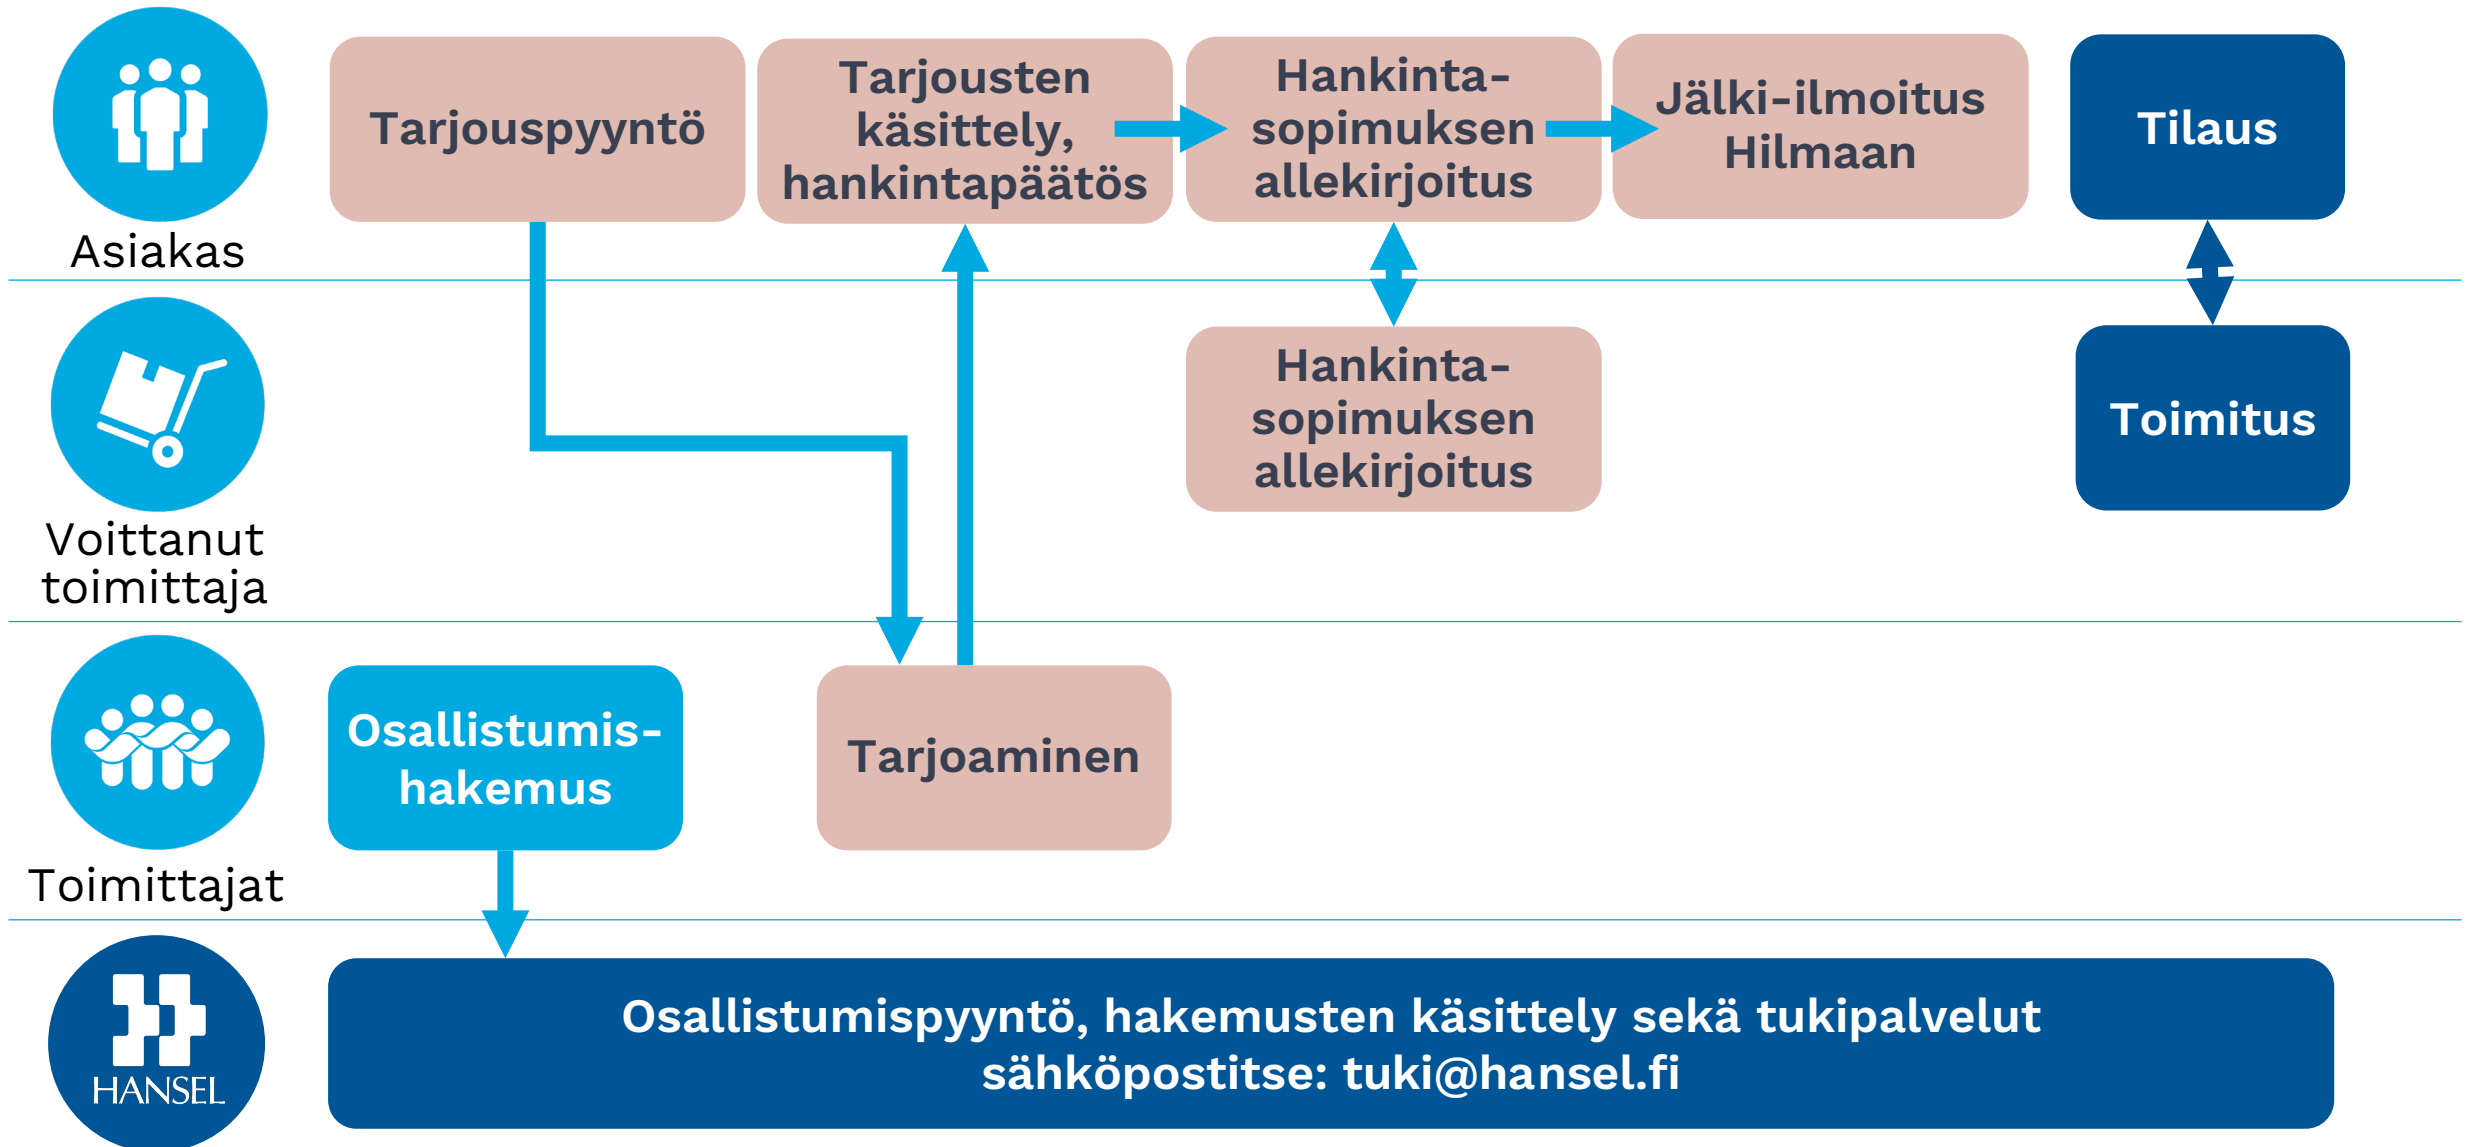 Asiakas
Tarjouspyyntö
Tarjousten
käsittely,
hankintapäätös
Hankinta-
sopimuksen
allekirjoitus
Jälki-ilmoitus
Hilmaan
Tilaus
Voittanut
toimittaja
Hankinta-
sopimuksen
allekirjoitus
Toimitus
Toimittajat
Osallistumis-
hakemus
Tarjoaminen
HANSEL
Osallistumispyyntö, hakemusten käsittely sekä tukipalvelut
sähköpostitse: tuki@hansel.fi